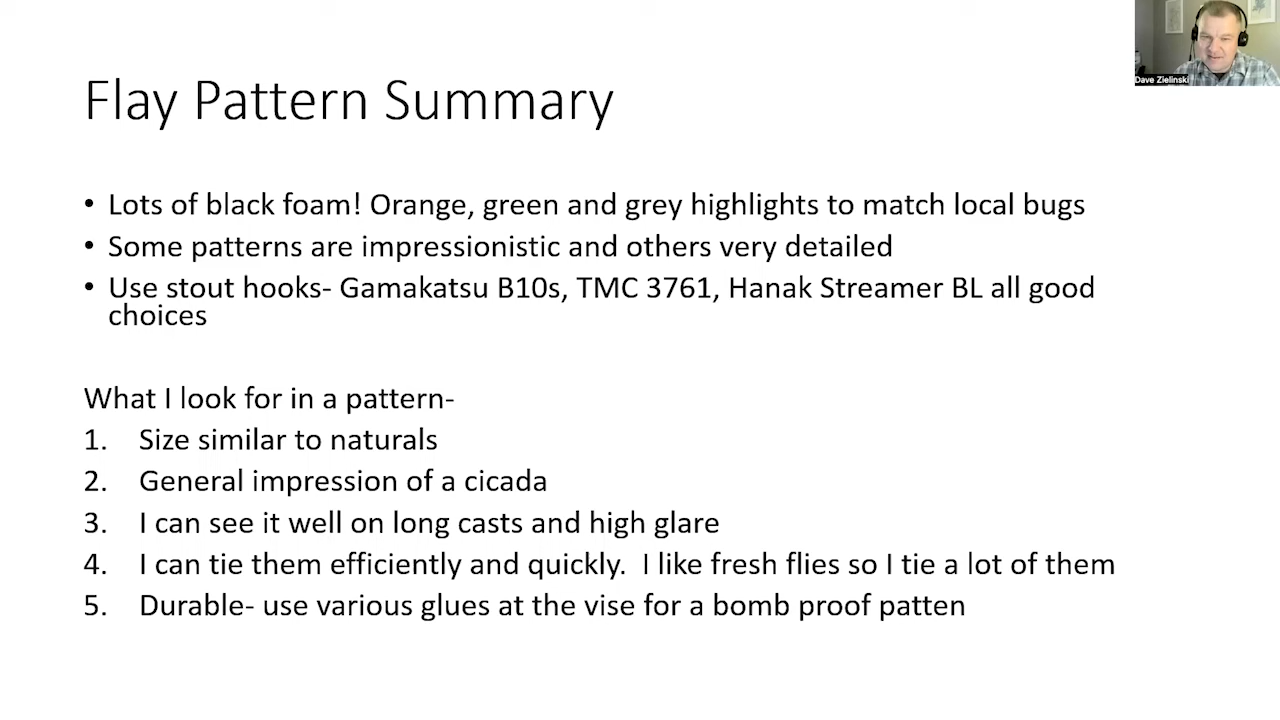 Dave Zielinski
Flay Pattern Summary
• Lots of black foam! Orange, green and grey highlights to match local bugs
• Some patterns are impressionistic and others very detailed
• Use stout hooks- Gamakatsu B10s, TMC 3761, Hanak Streamer BL all good
choices
What I look for in a pattern-
1. Size similar to naturals
2. General impression of a cicada
3. I can see it well on long casts and high glare
4. I can tie them efficiently and quickly.  I like fresh flies so I tie a lot of them
5. Durable- use various glues at the vise for a bomb proof patten